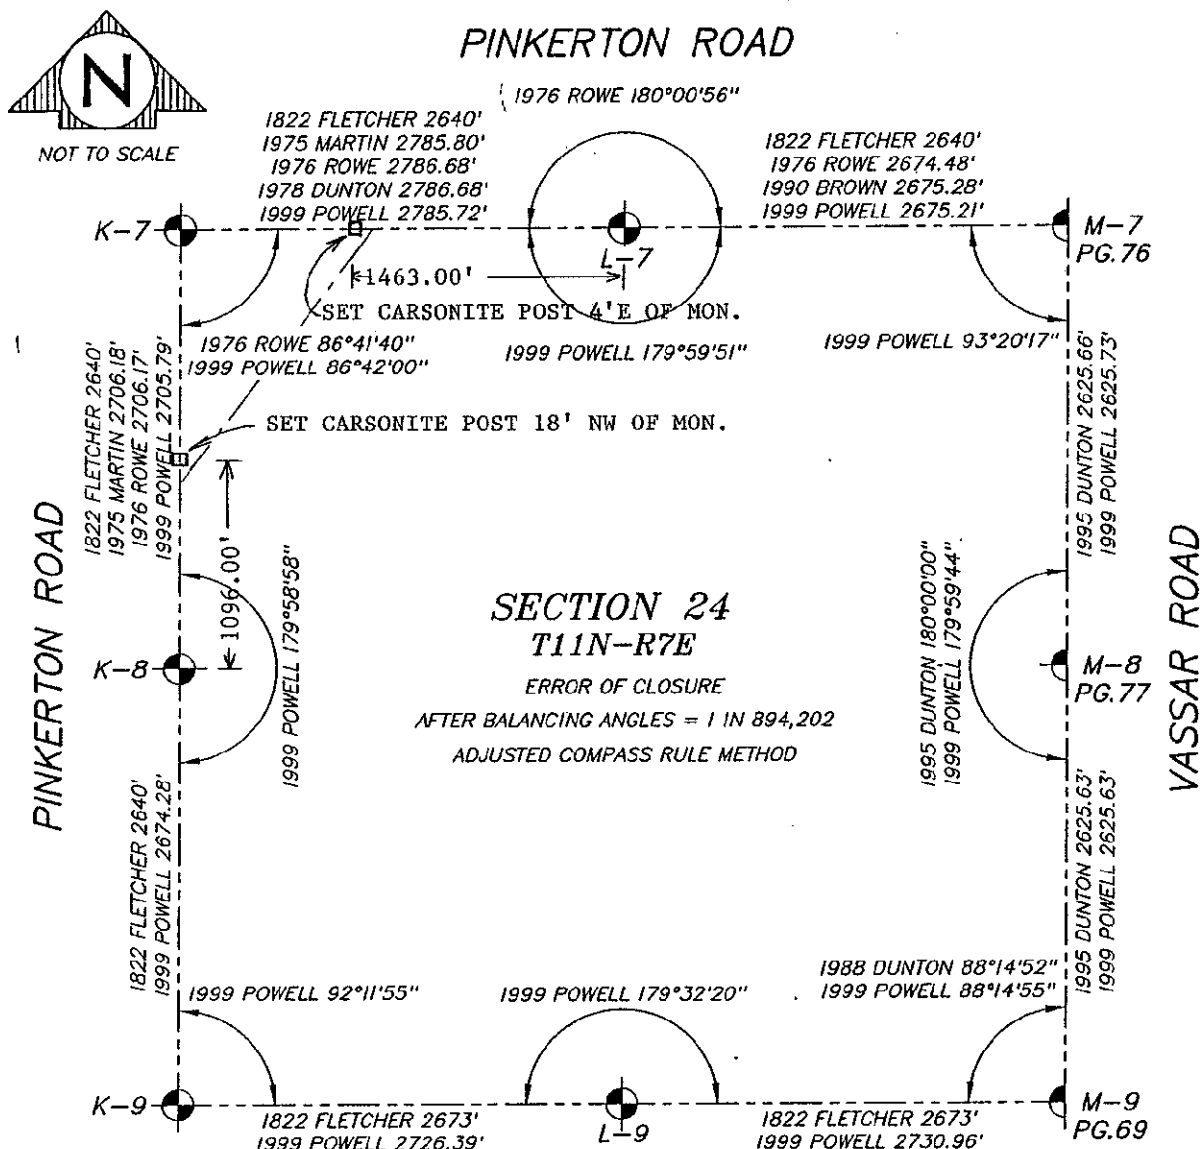 PINKERTON ROAD
N
NOT TO SCALE
1976 ROWE 180°00'56"
1822 FLETCHER 2640'
1975 MARTIN 2785.80'
1976 ROWE 2786.68'
1978 DUNTON 2786.68'
1999 POWELL 2785.72'
1822 FLETCHER 2640'
1976 ROWE 2674.48'
1990 BROWN 2675.28'
1999 POWELL 2675.21'
K-7
L-7
M-7
PG.76
1463.00'
SET CARSONITE POST 4'E OF MON.
1976 ROWE 86°41'40"
1999 POWELL 86°42'00"
1999 POWELL 179°59'51"
1999 POWELL 93°20'17"
1822 FLETCHER 2640'
1975 MARTIN 2706.18'
1976 ROWE 2706.17'
1999 POWELL 2705.79'
SET CARSONITE POST 18' NW OF MON.
1995 DUNTON 2625.66'
1999 POWELL 2625.73'
PINKERTON ROAD
1096.00'
1999 POWELL 179°58'58"
SECTION 24
T11N-R7E
ERROR OF CLOSURE
AFTER BALANCING ANGLES = 1 IN 894,202
ADJUSTED COMPASS RULE METHOD
1995 DUNTON 180°00'00"
1999 POWELL 179°59'44"
K-8
M-8
PG.77
VASSAR ROAD
1822 FLETCHER 2640'
1999 POWELL 2674.28'
1995 DUNTON 2625.63'
1999 POWELL 2625.63'
1999 POWELL 92°11'55"
1999 POWELL 179°32'20"
1988 DUNTON 88°14'52"
1999 POWELL 88°14'55"
K-9
L-9
M-9
PG.69
1822 FLETCHER 2673'
1999 POWELL 2726.39'
1822 FLETCHER 2673'
1999 POWELL 2730.96'